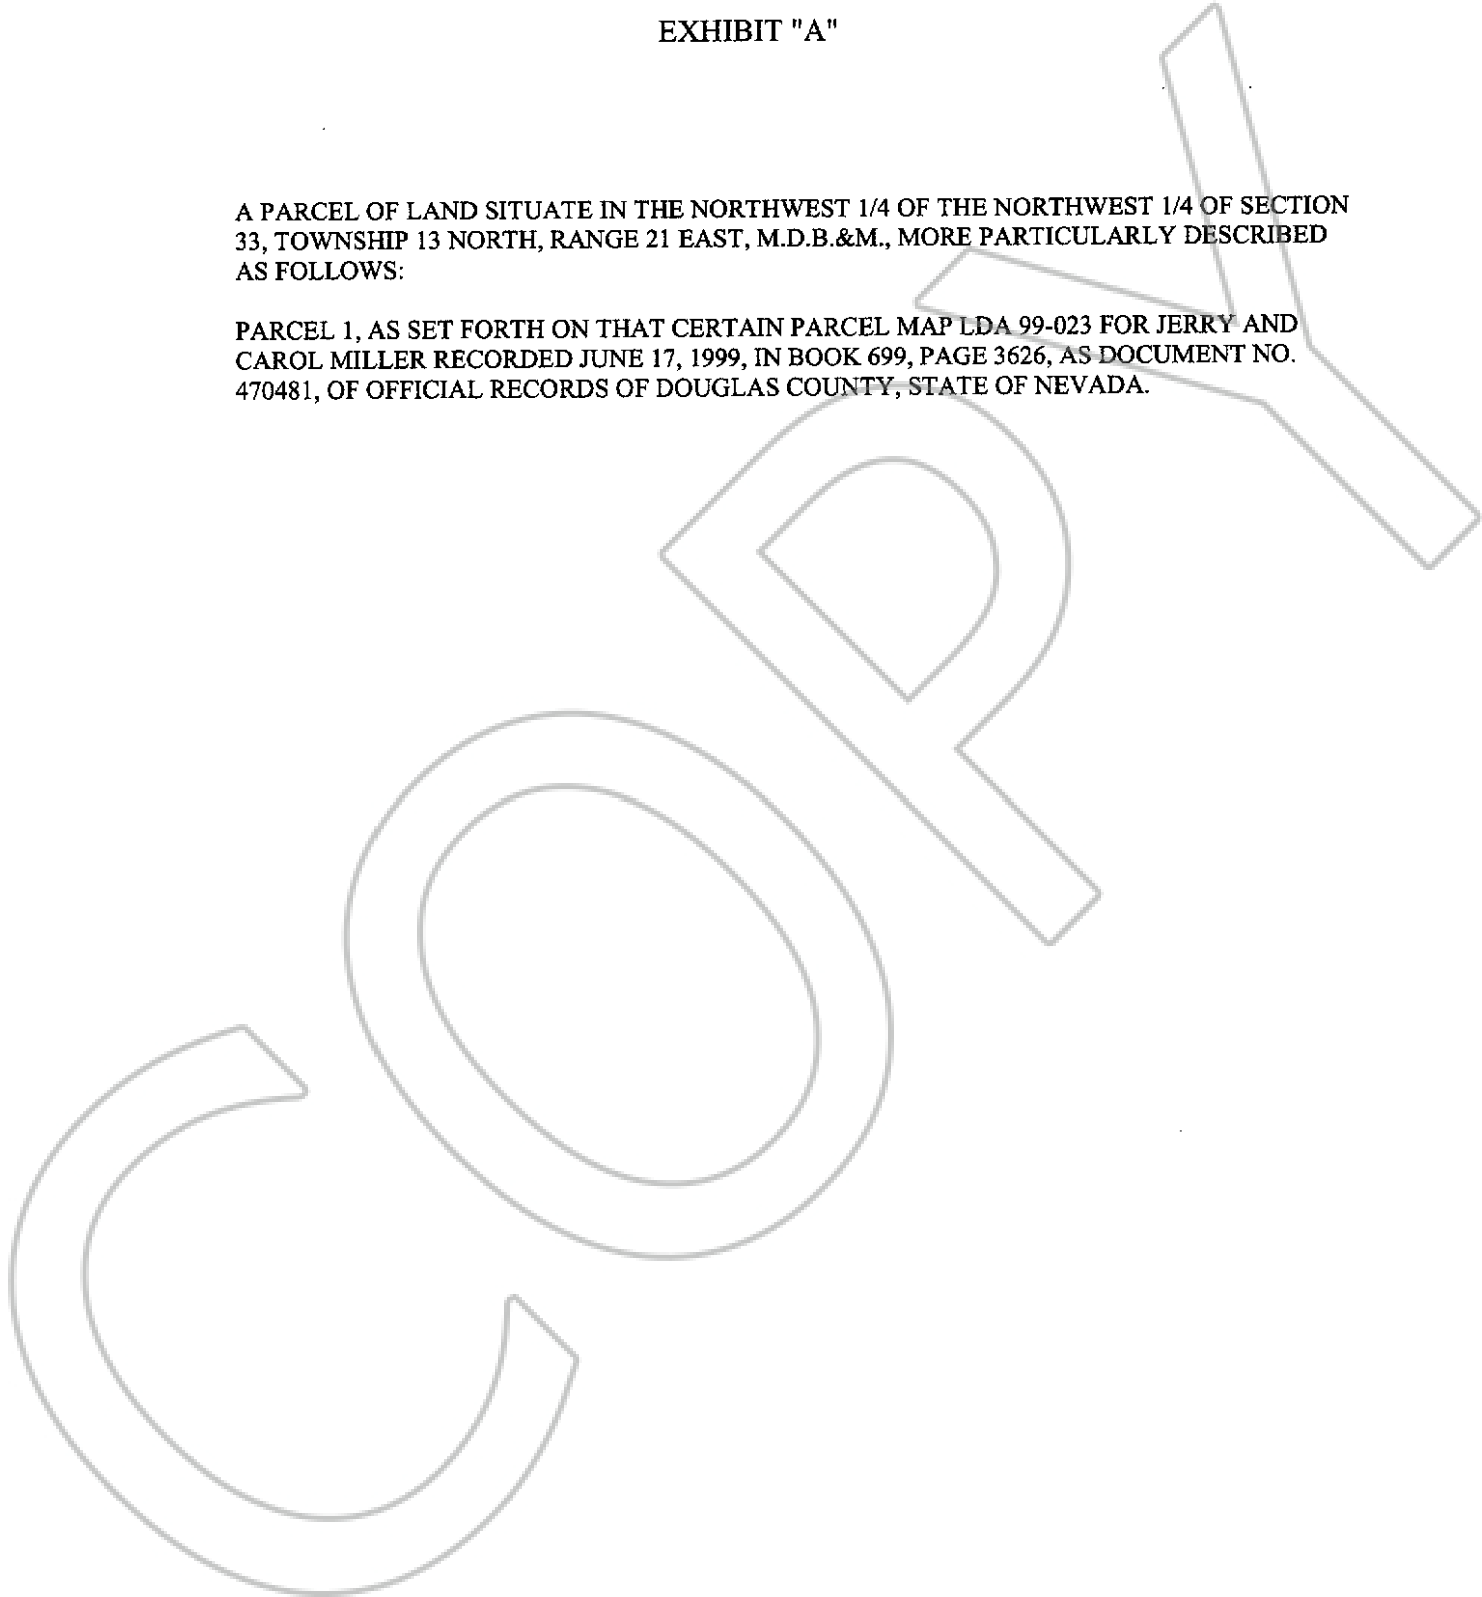 EXHIBIT "A"
A PARCEL OF LAND SITUATE IN THE NORTHWEST 1/4 OF THE NORTHWEST 1/4 OF SECTION
33, TOWNSHIP 13 NORTH, RANGE 21 EAST, M.D.B.&M., MORE PARTICULARLY DESCRIBED
AS FOLLOWS:
PARCEL 1, AS SET FORTH ON THAT CERTAIN PARCEL MAP LDA 99-023 FOR JERRY AND
CAROL MILLER RECORDED JUNE 17, 1999, IN BOOK 699, PAGE 3626, AS DOCUMENT NO.
470481, OF OFFICIAL RECORDS OF DOUGLAS COUNTY, STATE OF NEVADA.
COPY